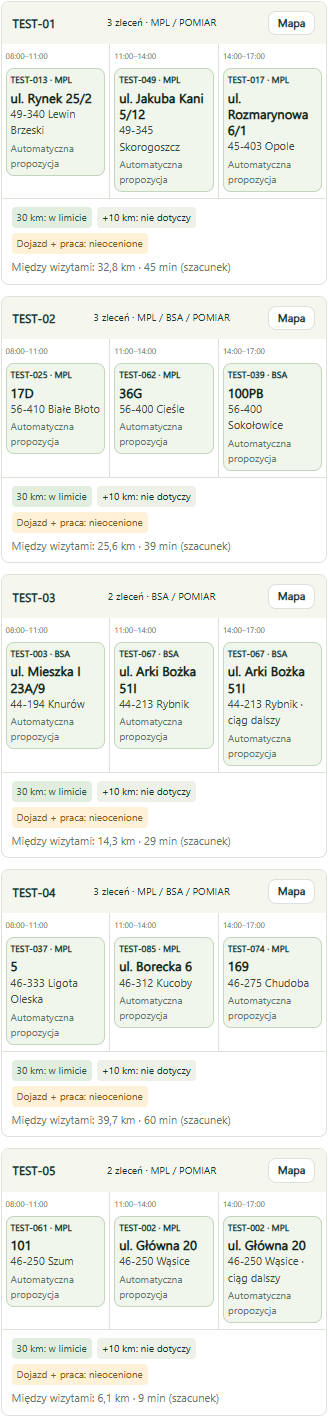 TEST-01 3 zleceń · MPL / POMIAR Mapa
08:00–11:00 11:00–14:00 14:00–17:00
TEST-013 · MPL
ul. Rynek 25/2
49-340 Lewin
Brzeski
Automatyczna
propozycja
TEST-049 · MPL
ul. Jakuba Kani
5/12
49-345
Skorogoszcz
Automatyczna
propozycja
TEST-017 · MPL
ul.
Rozmarynowa
6/1
45-403 Opole
Automatyczna
propozycja
30 km: w limicie +10 km: nie dotyczy
Dojazd + praca: nieocenione
Między wizytami: 32,8 km · 45 min (szacunek)
TEST-02 3 zleceń · MPL / BSA / POMIAR Mapa
08:00–11:00 11:00–14:00 14:00–17:00
TEST-025 · MPL
17D
56-410 Białe Błoto
Automatyczna
propozycja
TEST-062 · MPL
36G
56-400 Cieśle
Automatyczna
propozycja
TEST-039 · BSA
100PB
56-400
Sokołowice
Automatyczna
propozycja
30 km: w limicie +10 km: nie dotyczy
Dojazd + praca: nieocenione
Między wizytami: 25,6 km · 39 min (szacunek)
TEST-03 2 zleceń · BSA / POMIAR Mapa
08:00–11:00 11:00–14:00 14:00–17:00
TEST-003 · BSA
ul. Mieszka I
23A/9
44-194 Knurów
Automatyczna
propozycja
TEST-067 · BSA
ul. Arki Bożka
51I
44-213 Rybnik
Automatyczna
propozycja
TEST-067 · BSA
ul. Arki Bożka
51I
44-213 Rybnik ·
ciąg dalszy
Automatyczna
propozycja
30 km: w limicie +10 km: nie dotyczy
Dojazd + praca: nieocenione
Między wizytami: 14,3 km · 29 min (szacunek)
TEST-04 3 zleceń · MPL / BSA / POMIAR Mapa
08:00–11:00 11:00–14:00 14:00–17:00
TEST-037 · MPL
5
46-333 Ligota
Oleska
Automatyczna
propozycja
TEST-085 · MPL
ul. Borecka 6
46-312 Kucoby
Automatyczna
propozycja
TEST-074 · MPL
169
46-275 Chudoba
Automatyczna
propozycja
30 km: w limicie +10 km: nie dotyczy
Dojazd + praca: nieocenione
Między wizytami: 39,7 km · 60 min (szacunek)
TEST-05 2 zleceń · MPL / POMIAR Mapa
08:00–11:00 11:00–14:00 14:00–17:00
TEST-061 · MPL
101
46-250 Szum
Automatyczna
propozycja
TEST-002 · MPL
ul. Główna 20
46-250 Wąsice
Automatyczna
propozycja
TEST-002 · MPL
ul. Główna 20
46-250 Wąsice ·
ciąg dalszy
Automatyczna
propozycja
30 km: w limicie +10 km: nie dotyczy
Dojazd + praca: nieocenione
Między wizytami: 6,1 km · 9 min (szacunek)